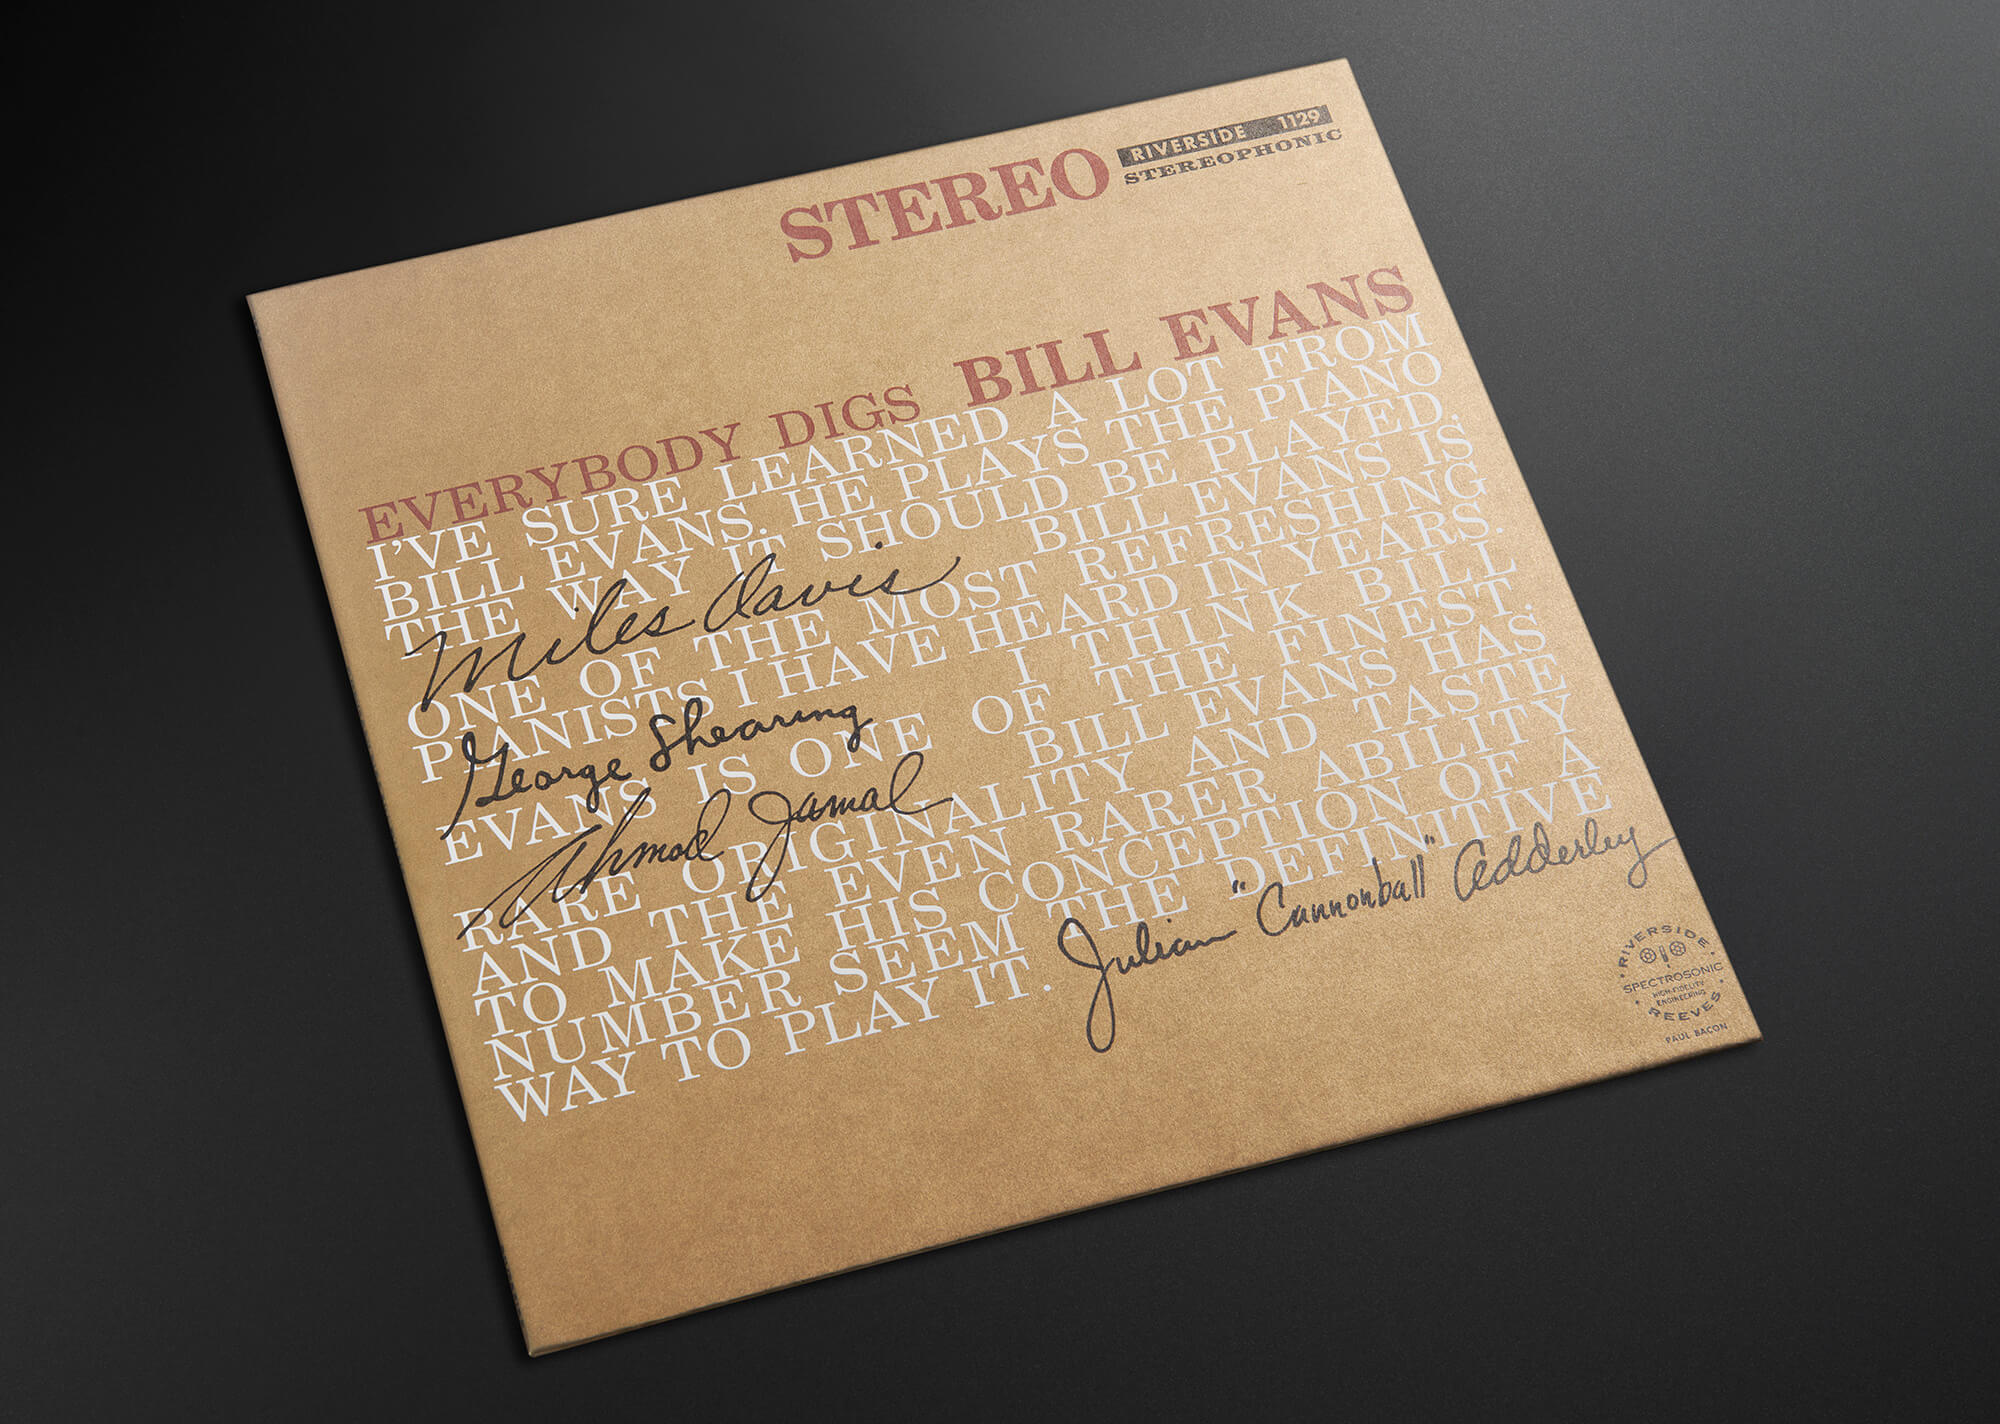 STEREO
RIVERSIDE 1129
STEREOPHONIC
EVERYBODY DIGS BILL EVANS
I'VE SURE LEARNED A LOT FROM
BILL EVANS. HE PLAYS THE PIANO
THE WAY IT SHOULD BE PLAYED.
Miles Davis BILL EVANS IS
ONE OF THE MOST REFRESHING
PIANISTS I HAVE HEARD IN YEARS.
George Shearing I THINK BILL
EVANS IS ONE OF THE FINEST.
Ahmad Jamal BILL EVANS HAS
RARE ORIGINALITY AND TASTE
AND THE EVEN RARER ABILITY
TO MAKE HIS CONCEPTION OF A
NUMBER SEEM THE DEFINITIVE
WAY TO PLAY IT. Julian "Cannonball" Adderley
RIVERSIDE
SPECTROSONIC
HIGH FIDELITY
ENGINEERING
REEVES
PAUL BACON